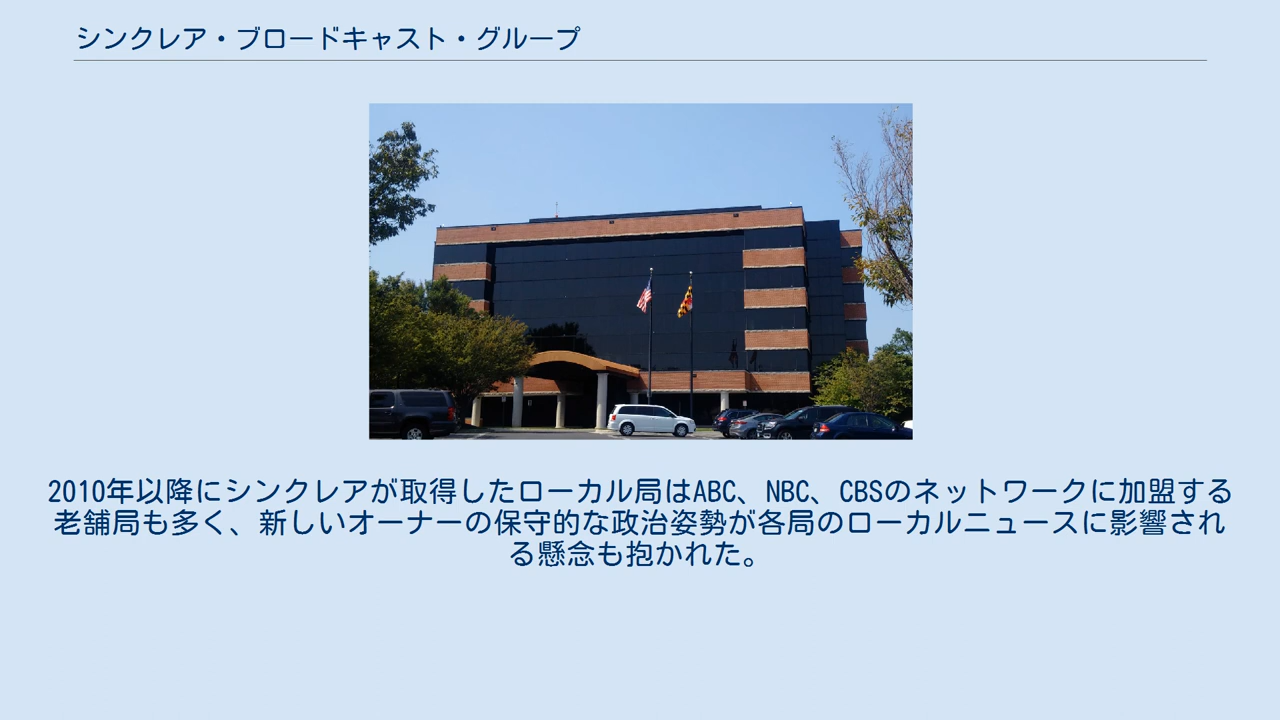 シンクレア・ブロードキャスト・グループ
2010年以降にシンクレアが取得したローカル局はABC、NBC、CBSのネットワークに加盟する
老舗局も多く、新しいオーナーの保守的な政治姿勢が各局のローカルニュースに影響され
る懸念も抱かれた。